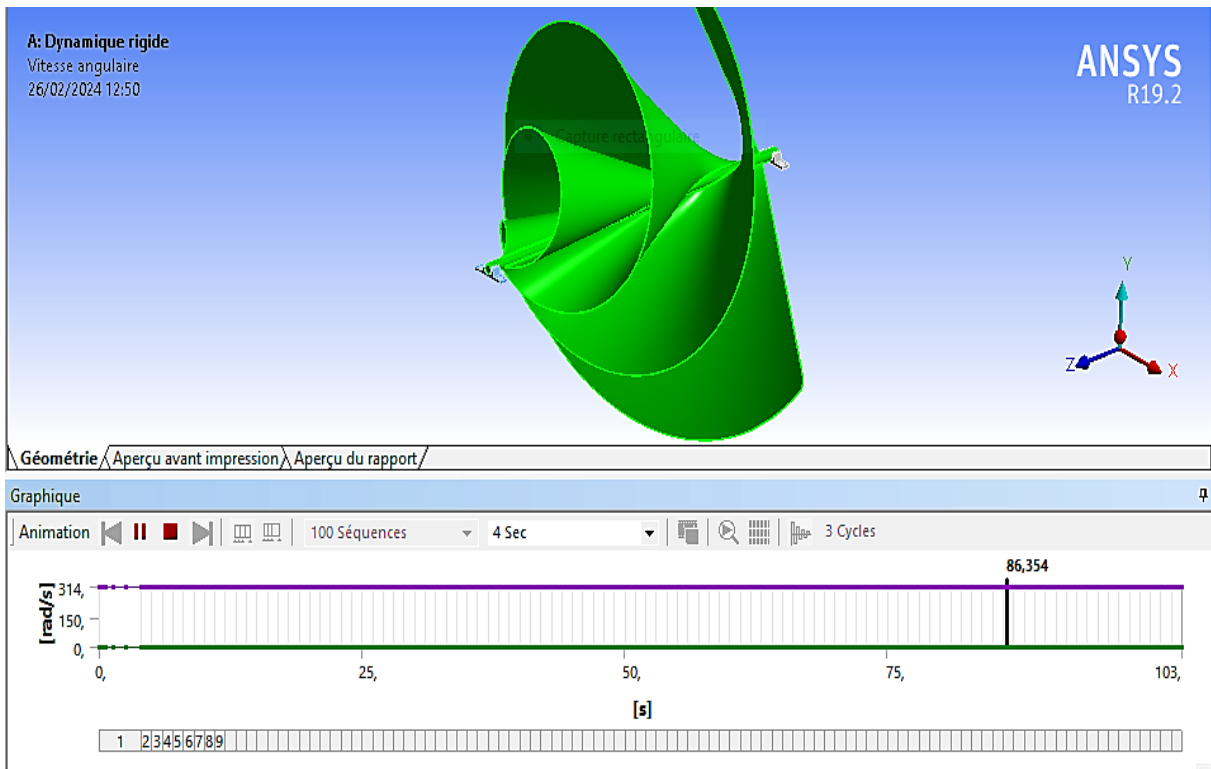 A: Dynamique rigide
Vitesse angulaire
26/02/2024 12:50
ANSYS
R19.2
Capture rectangulaire
Y
Z
X
Géométrie Aperçu avant impression Aperçu du rapport
Graphique
Animation 100 Séquences 4 Sec 3 Cycles
86,354
[rad/s]
314,
150,
0,
0, 25, 50, 75, 103,
[s]
1 2 3 4 5 6 7 8 9